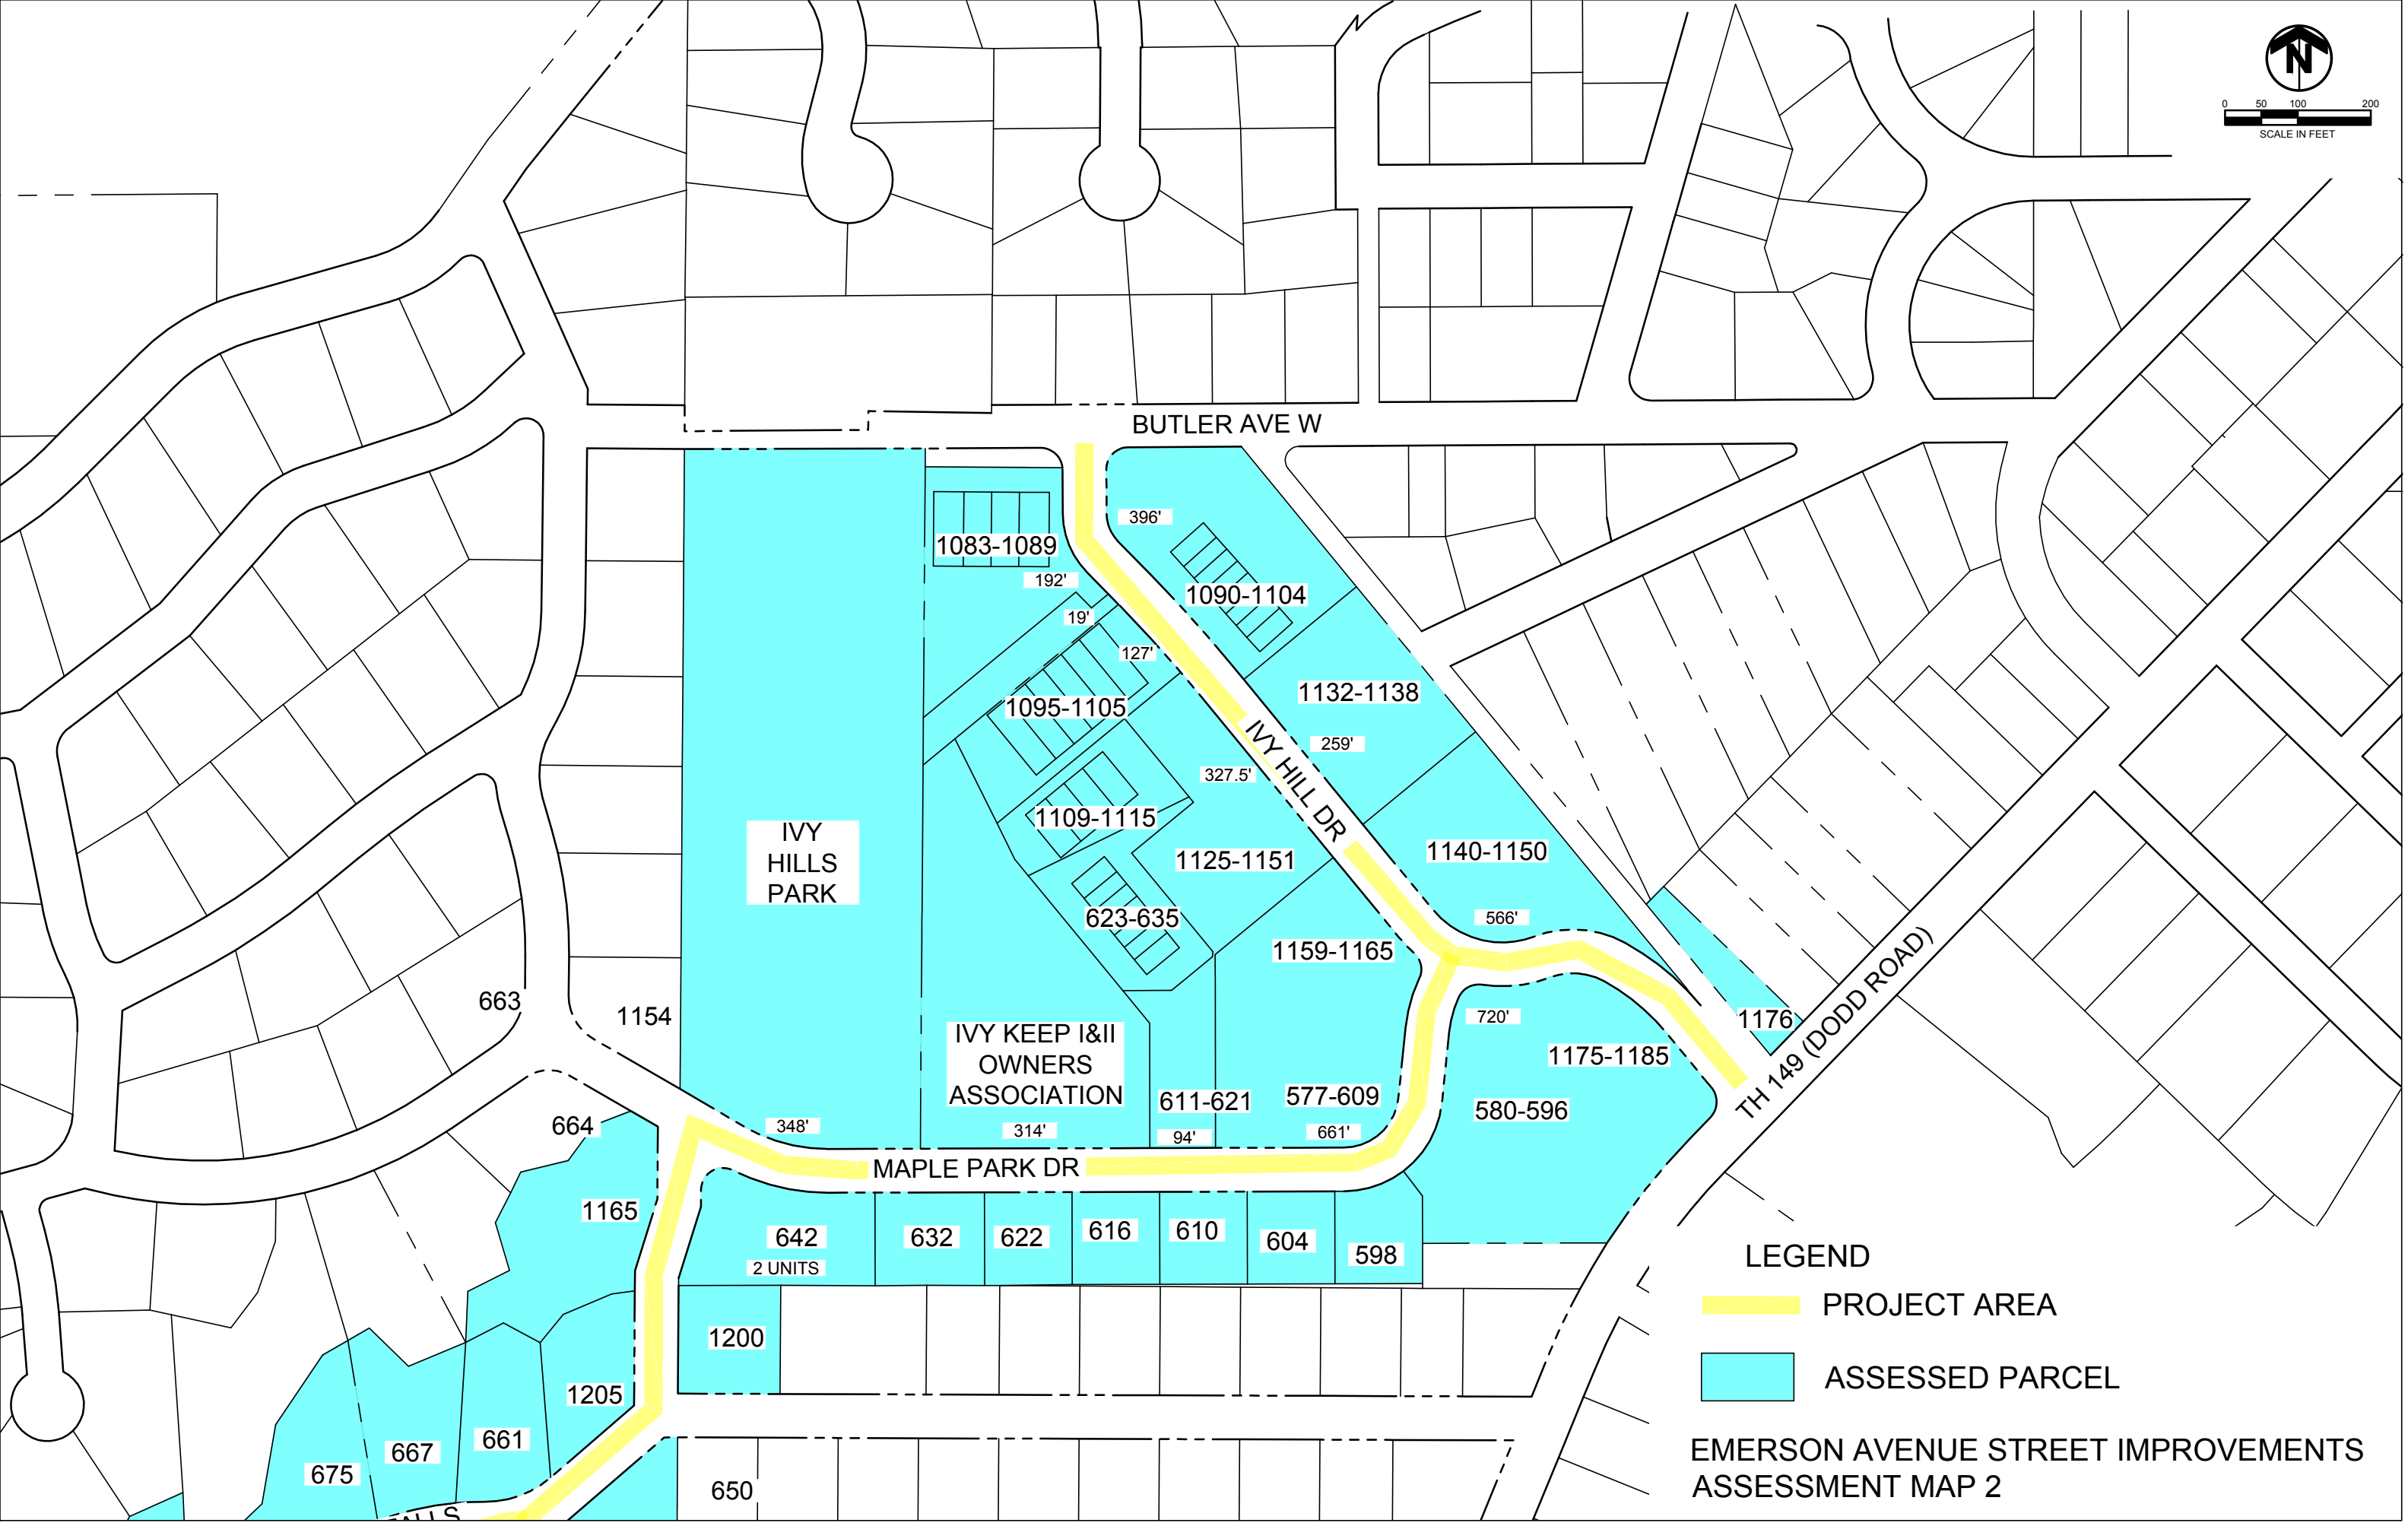 N
0 50 100 200
SCALE IN FEET
BUTLER AVE W
396'
1083-1089
192'
1090-1104
19'
127'
1132-1138
1095-1105
IVY HILL DR
259'
327.5'
1109-1115
IVY
HILLS
PARK
1125-1151
1140-1150
623-635
566'
1159-1165
663
1154
720'
1176
TH 149 (DODD ROAD)
IVY KEEP I&II
OWNERS
ASSOCIATION
1175-1185
611-621
577-609
580-596
664
348'
314'
94'
661'
MAPLE PARK DR
1165
642
2 UNITS
632
622
616
610
604
598
1200
1205
661
667
675
650
FALLS
LEGEND
PROJECT AREA
ASSESSED PARCEL
EMERSON AVENUE STREET IMPROVEMENTS
ASSESSMENT MAP 2